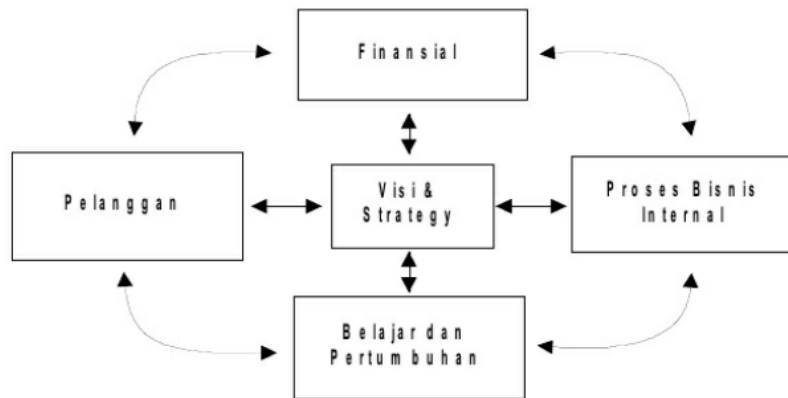 Finansial
Pelanggan
Visi &
Strategy
Proses Bisnis
Internal
Belajar dan
Pertumbuhan